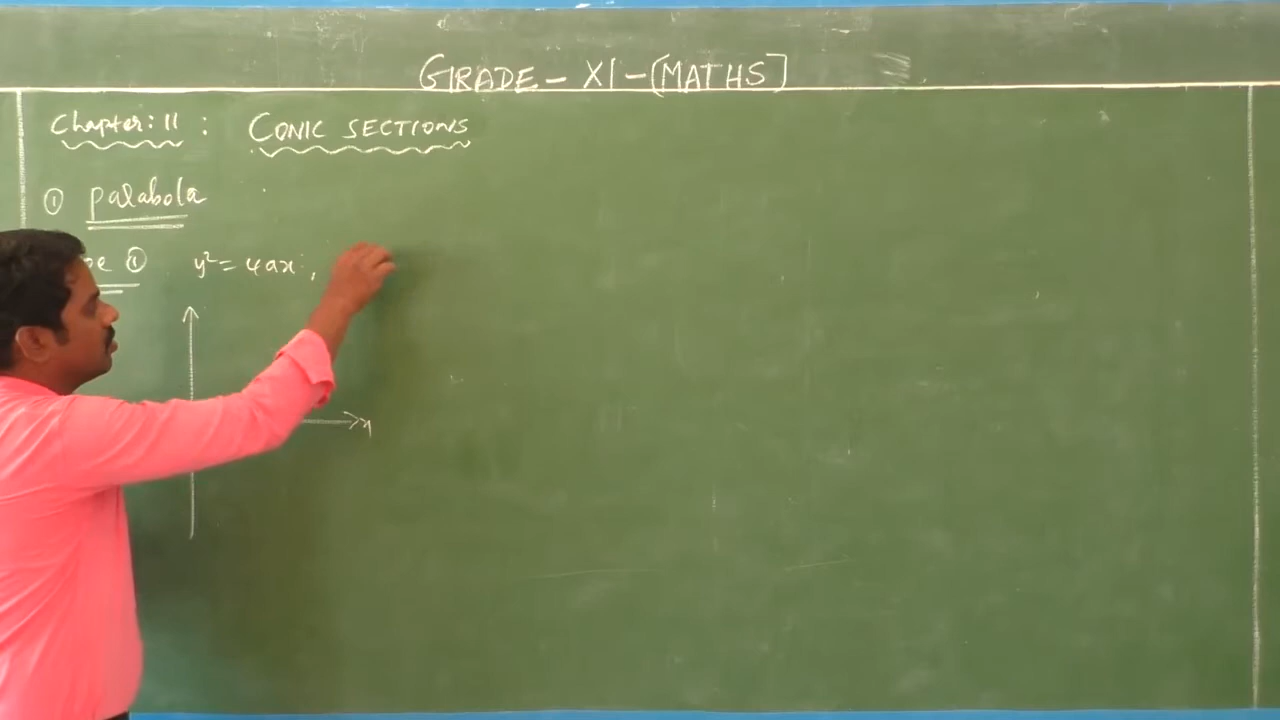 GRADE - XI - [MATHS]
Chapter: 11 : CONIC SECTIONS
① parabola
① y² = 4ax ,
x